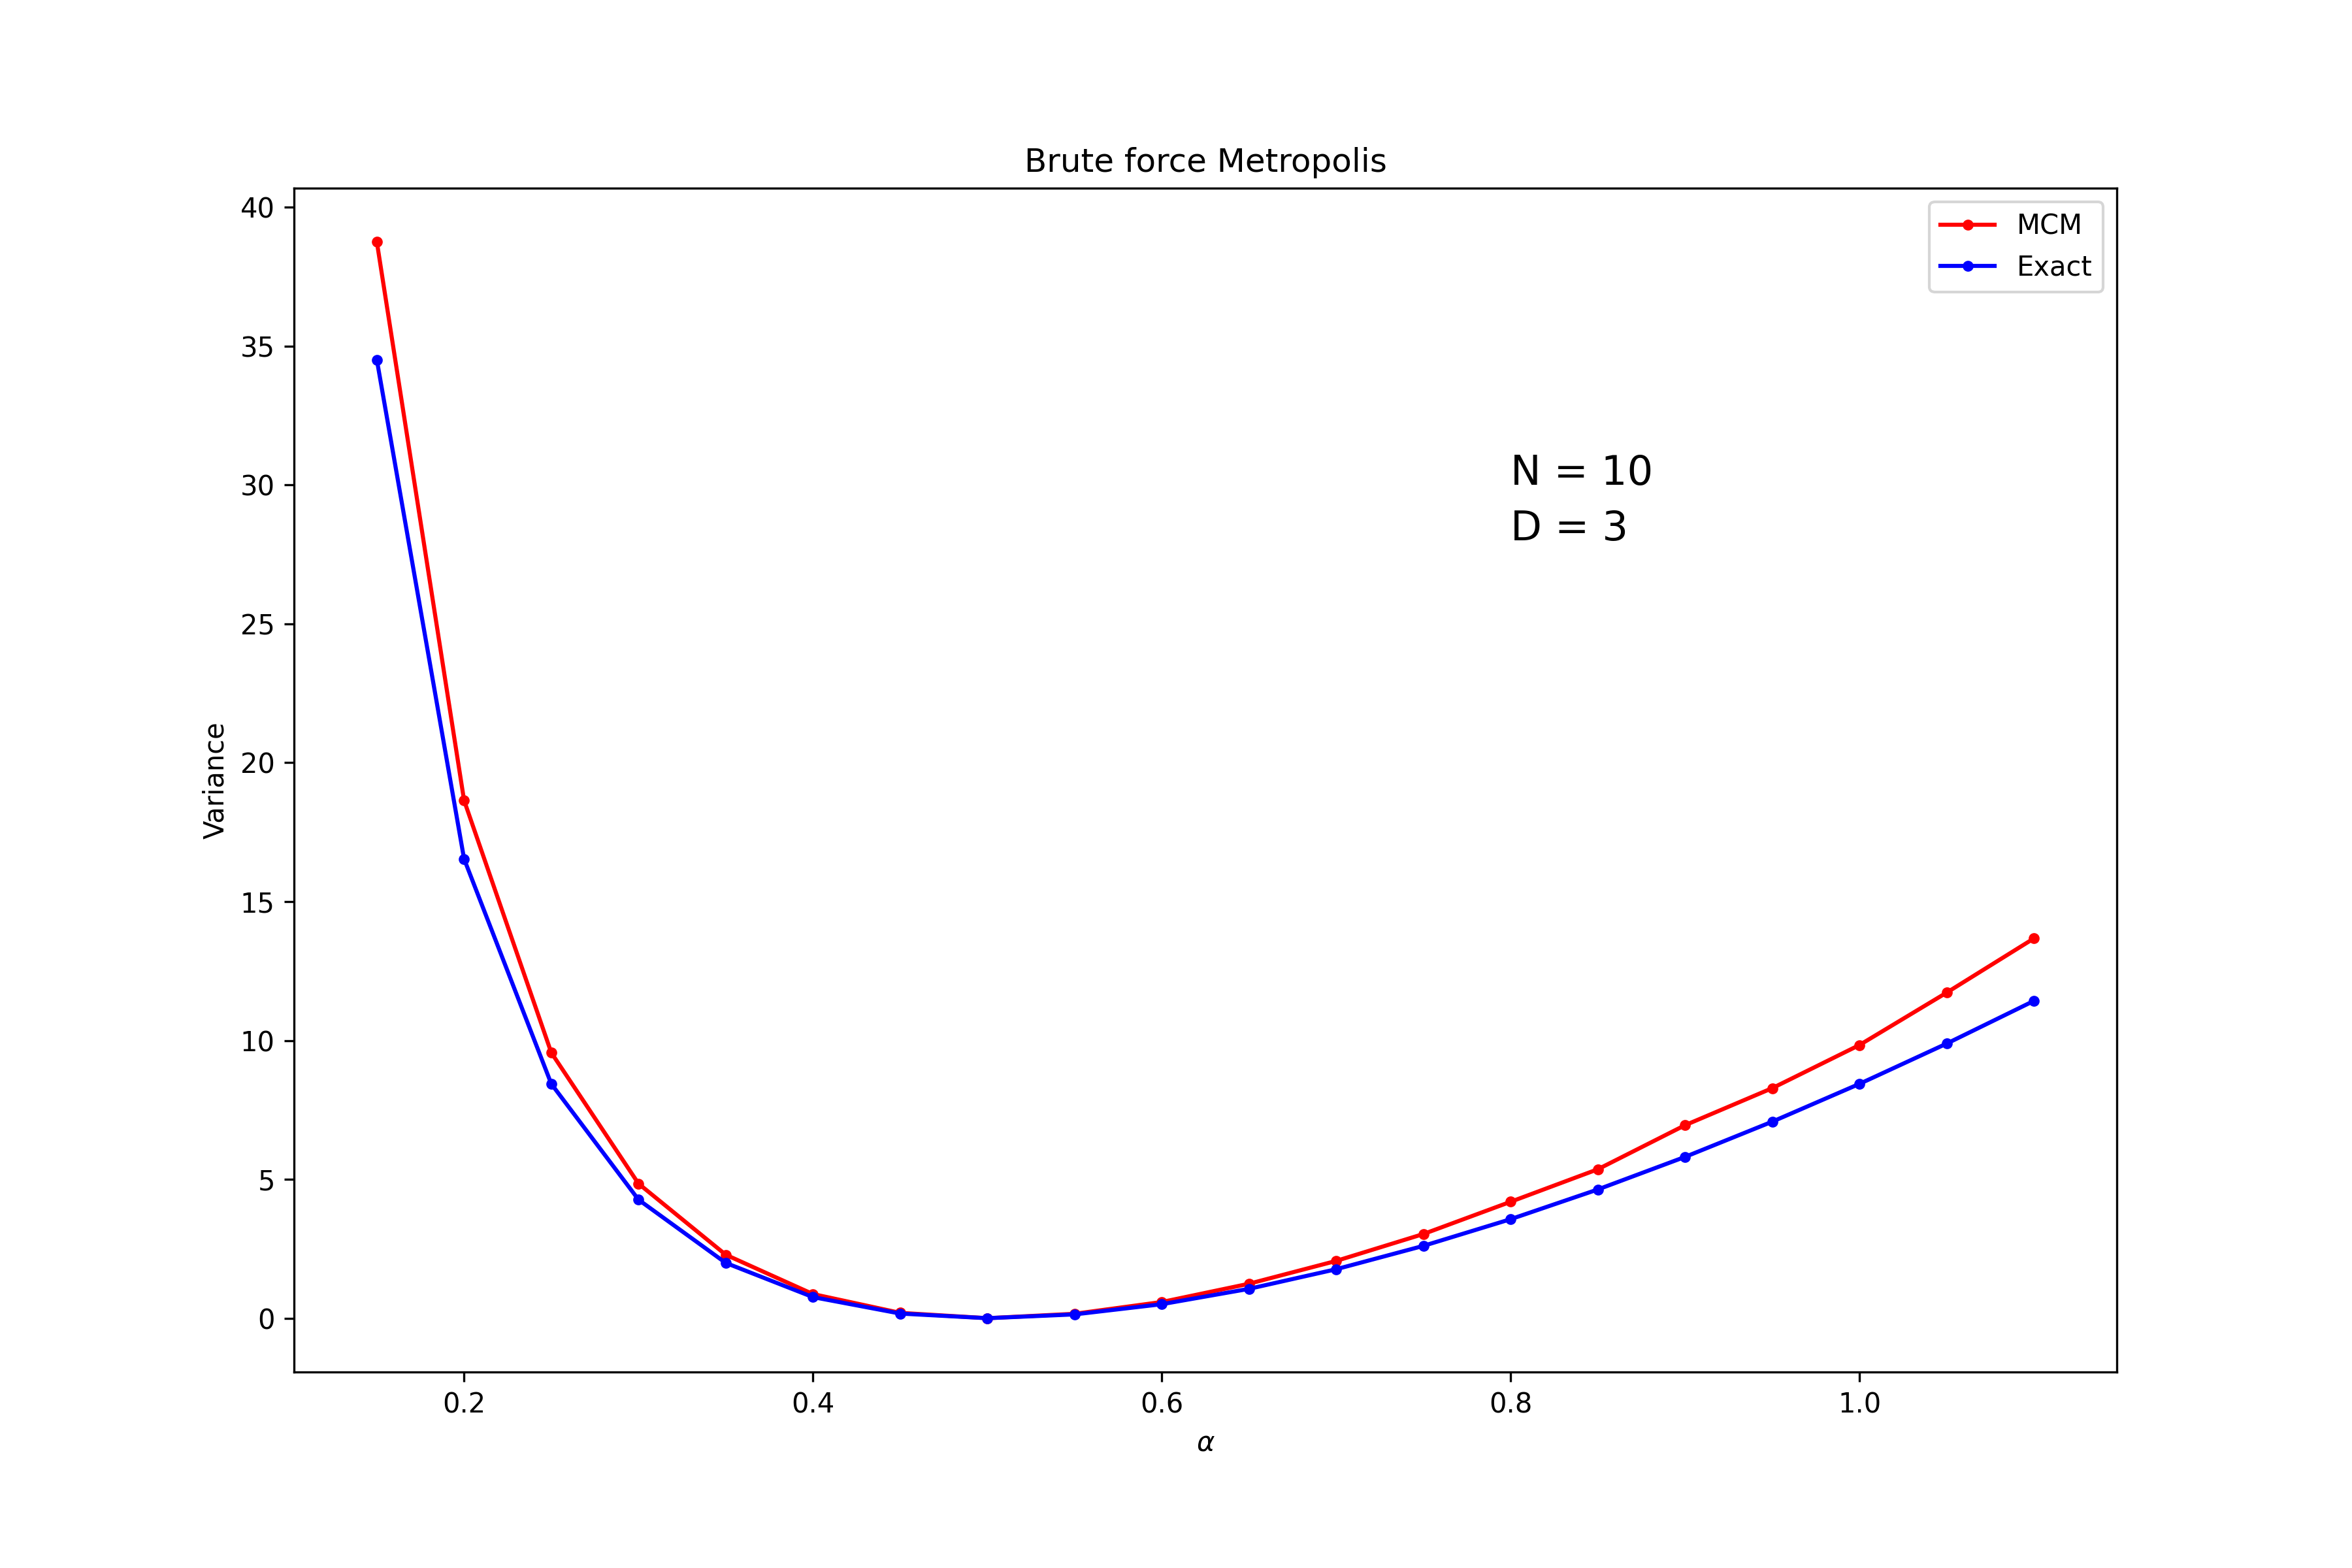 Brute force Metropolis
40
35
30
25
20
15
10
5
0
Variance
MCM
Exact
N = 10
D = 3
0.2
0.4
0.6
0.8
1.0
α